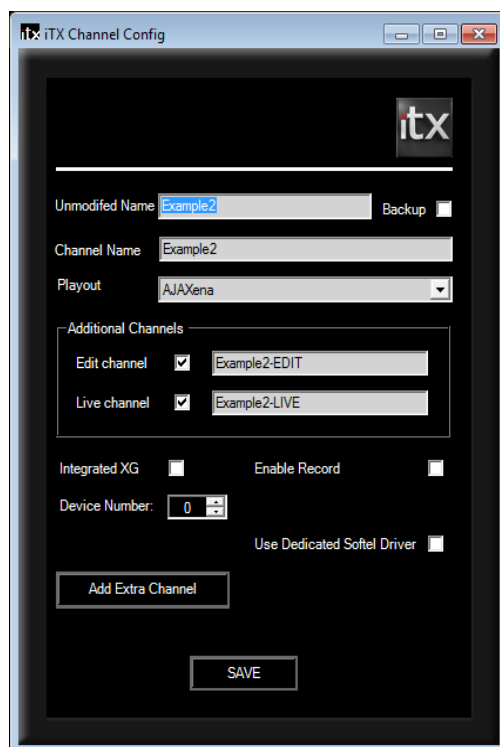 itx iTX Channel Config
itx
Unmodifed Name Example2 Backup
Channel Name Example2
Playout AJAXena
Additional Channels
Edit channel Example2-EDIT
Live channel Example2-LIVE
Integrated XG Enable Record
Device Number: 0
Use Dedicated Softel Driver
Add Extra Channel
SAVE